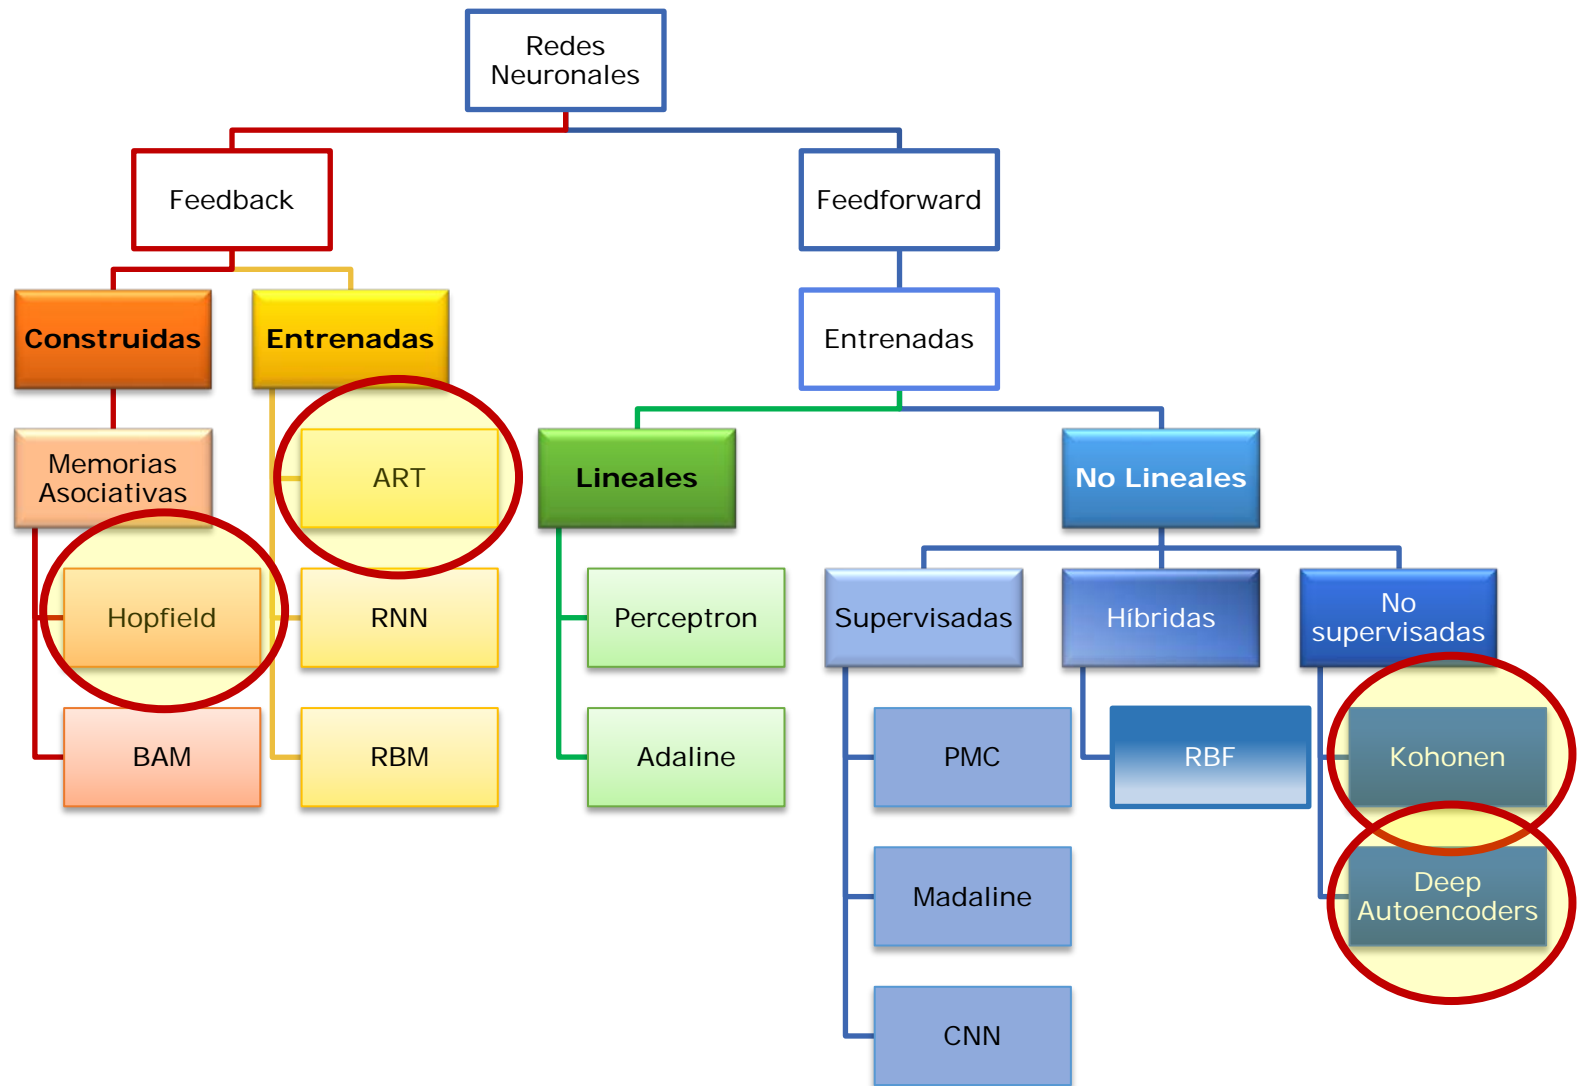 Redes
Neuronales
Feedback
Feedforward
Construidas
Entrenadas
Entrenadas
Memorias
Asociativas
ART
Lineales
No Lineales
Hopfield
RNN
Perceptron
Supervisadas
Híbridas
No
supervisadas
BAM
RBM
Adaline
PMC
RBF
Kohonen
Madaline
Deep
Autoencoders
CNN